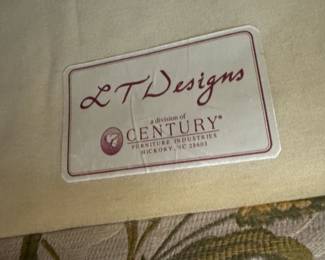 LT Designs
a division of
CENTURY®
FURNITURE INDUSTRIES
HICKORY, NC 28603